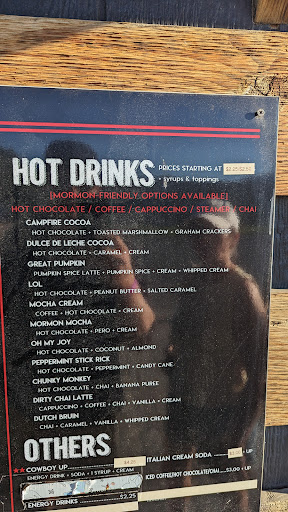 HOT DRINKS PRICES STARTING AT
+ syrups & toppings
[MORMON FRIENDLY OPTIONS AVAILABLE]
HOT CHOCOLATE / COFFEE / CAPPUCCINO / STEAMER / CHAI
CAMPFIRE COCOA
HOT CHOCOLATE + TOASTED MARSHMALLOW + GRAHAM CRACKERS
DULCE DE LECHE COCOA
HOT CHOCOLATE + CARAMEL + CREAM
GREAT PUMPKIN
PUMPKIN SPICE LATTE + PUMPKIN SPICE + CREAM + WHIPPED CREAM
LOL
HOT CHOCOLATE + PEANUT BUTTER + SALTED CARAMEL
MOCHA CREAM
COFFEE + HOT CHOCOLATE + CREAM
MORMON MOCHA
HOT CHOCOLATE + PERO + CREAM
OH MY JOY
HOT CHOCOLATE + COCONUT + ALMOND
PEPPERMINT STICK RICK
HOT CHOCOLATE + PEPPERMINT + CANDY CANE
CHUNKY MONKEY
HOT CHOCOLATE + CHAI + BANANA PUREE
DIRTY CHAI LATTE
CAPPUCCINO + COFFEE + CHAI + VANILLA + CREAM
DUTCH BRUIN
CHAI + CARAMEL + VANILLA + WHIPPED CREAM
OTHERS
★★ COWBOY UP
ENERGY DRINK + SODA + 1 SYRUP + CREAM
ENERGY DRINKS $2.25
ITALIAN CREAM SODA + UP
ICED COFFEE/HOT CHOCOLATE/CHAI $3.00 + UP